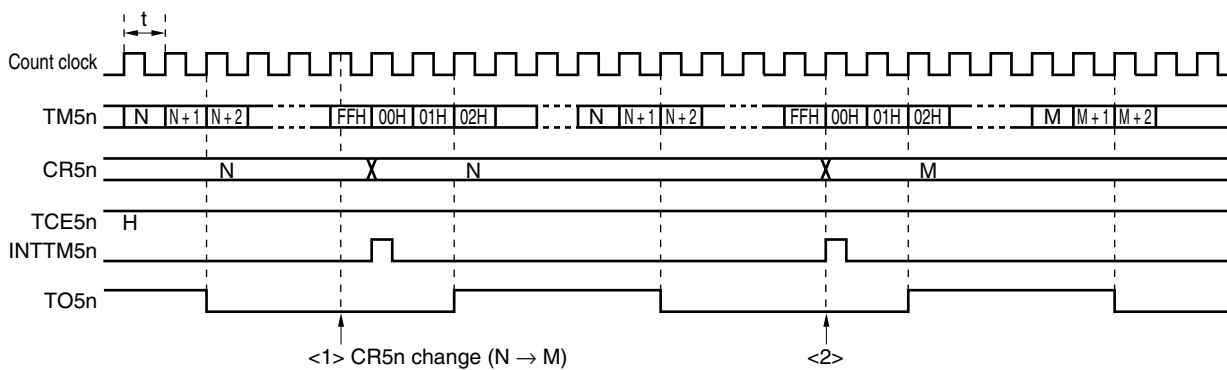 t
Count clock
TM5n N N + 1 N + 2 FFH 00H 01H 02H N N + 1 N + 2 FFH 00H 01H 02H M M + 1 M + 2
CR5n N N M
TCE5n H
INTTM5n
TO5n
<1> CR5n change (N → M) <2>